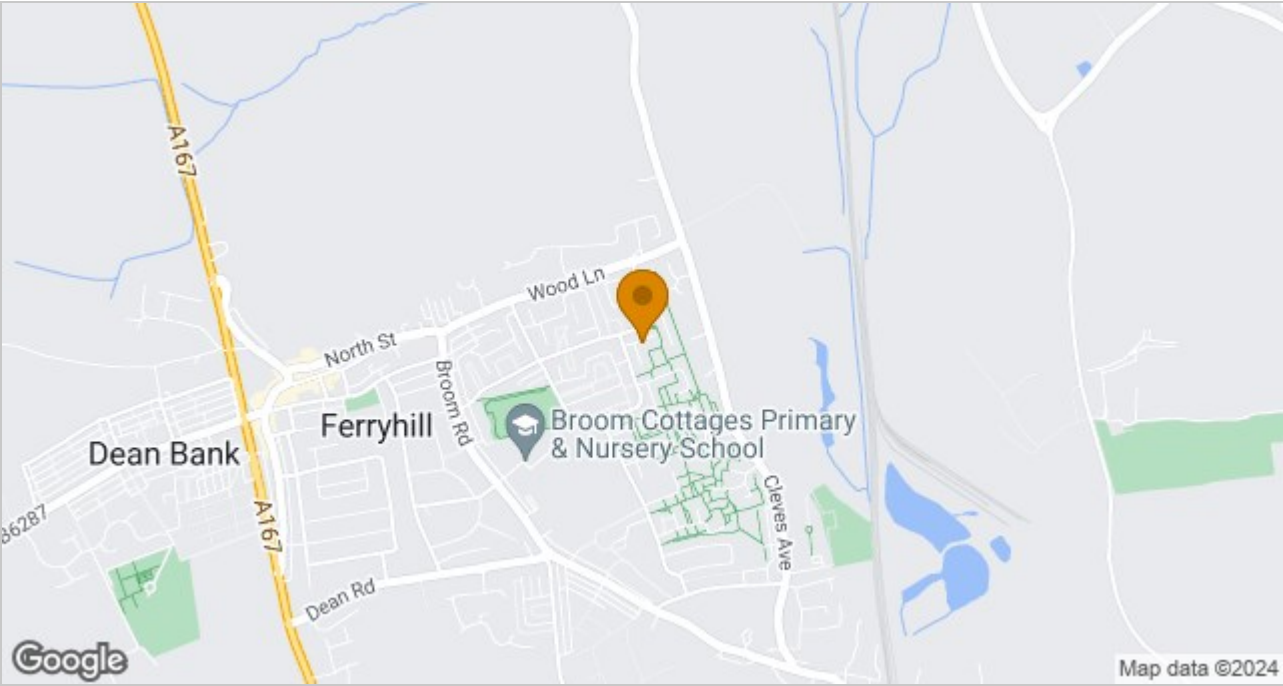 A167
Wood Ln
North St
Broom Rd
Ferryhill
Broom Cottages Primary
& Nursery School
Dean Bank
Cleves Ave
A167
B6287
Dean Rd
Google
Map data ©2024